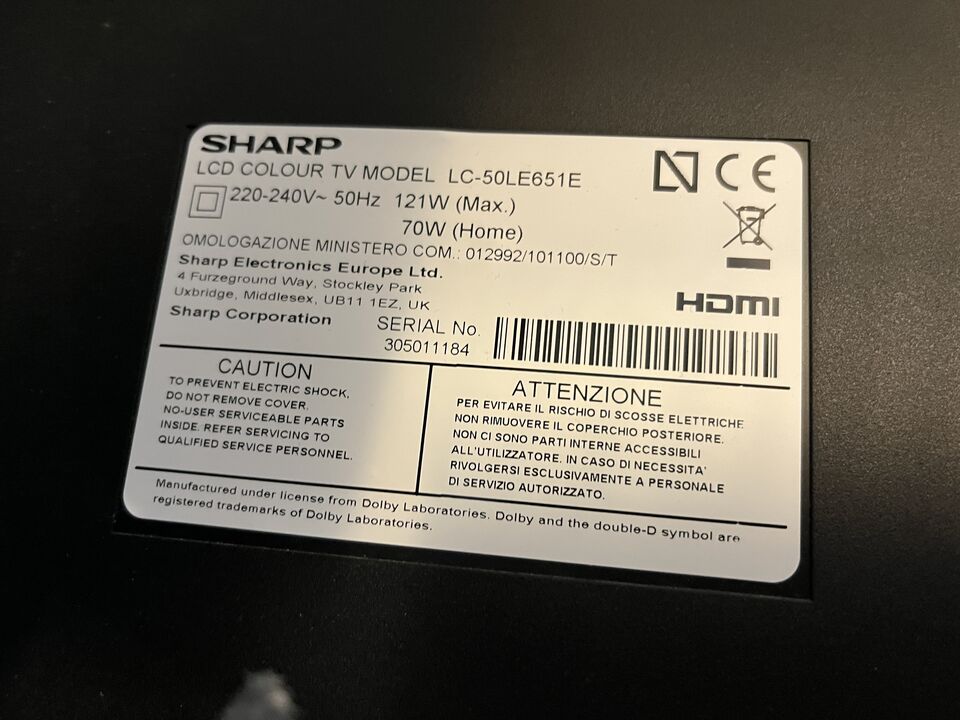 SHARP
LCD COLOUR TV MODEL LC-50LE651E
220-240V~ 50Hz 121W (Max.)
70W (Home)
OMOLOGAZIONE MINISTERO COM.: 012992/101100/S/T
Sharp Electronics Europe Ltd.
4 Furzeground Way, Stockley Park
Uxbridge, Middlesex, UB11 1EZ, UK
Sharp Corporation
CE
HDMI
SERIAL No.
305011184
CAUTION
TO PREVENT ELECTRIC SHOCK,
DO NOT REMOVE COVER.
NO-USER SERVICEABLE PARTS
INSIDE. REFER SERVICING TO
QUALIFIED SERVICE PERSONNEL.
ATTENZIONE
PER EVITARE IL RISCHIO DI SCOSSE ELETTRICHE
NON RIMUOVERE IL COPERCHIO POSTERIORE.
NON CI SONO PARTI INTERNE ACCESSIBILI
ALL'UTILIZZATORE. IN CASO DI NECESSITA'
RIVOLGERSI ESCLUSIVAMENTE A PERSONALE
DI SERVIZIO AUTORIZZATO.
Manufactured under license from Dolby Laboratories. Dolby and the double-D symbol are
registered trademarks of Dolby Laboratories.